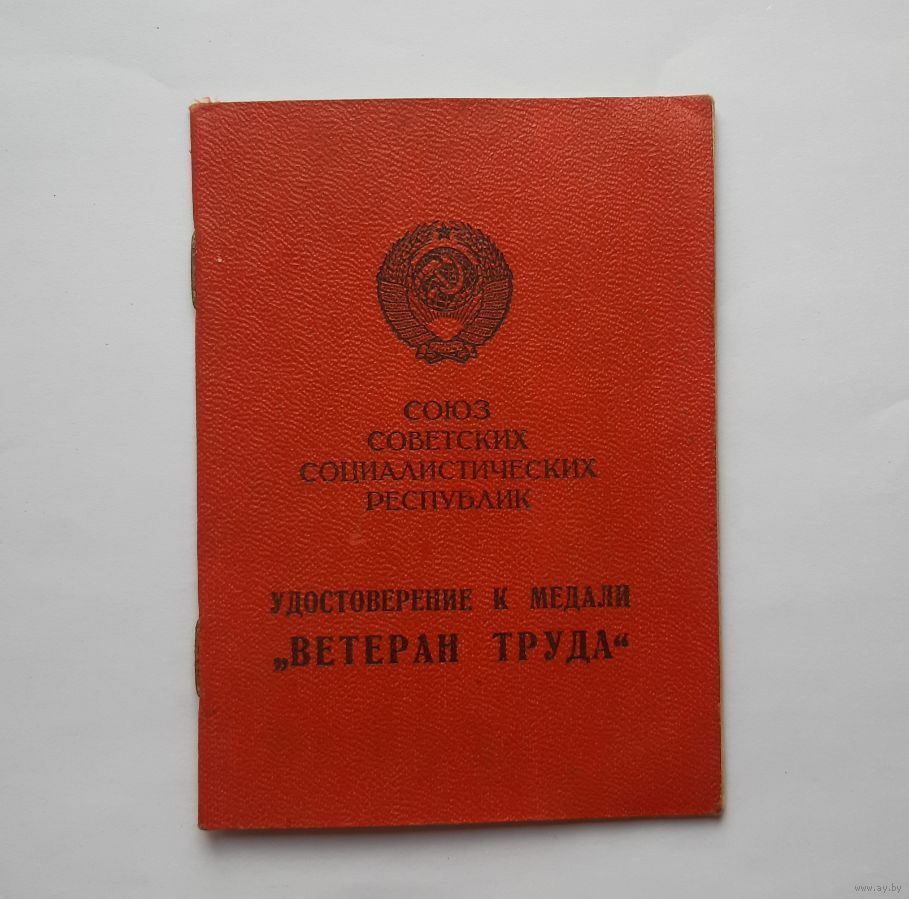 СОЮЗ
СОВЕТСКИХ
СОЦИАЛИСТИЧЕСКИХ
РЕСПУБЛИК
УДОСТОВЕРЕНИЕ К МЕДАЛИ
„ВЕТЕРАН ТРУДА“
www.ay.by